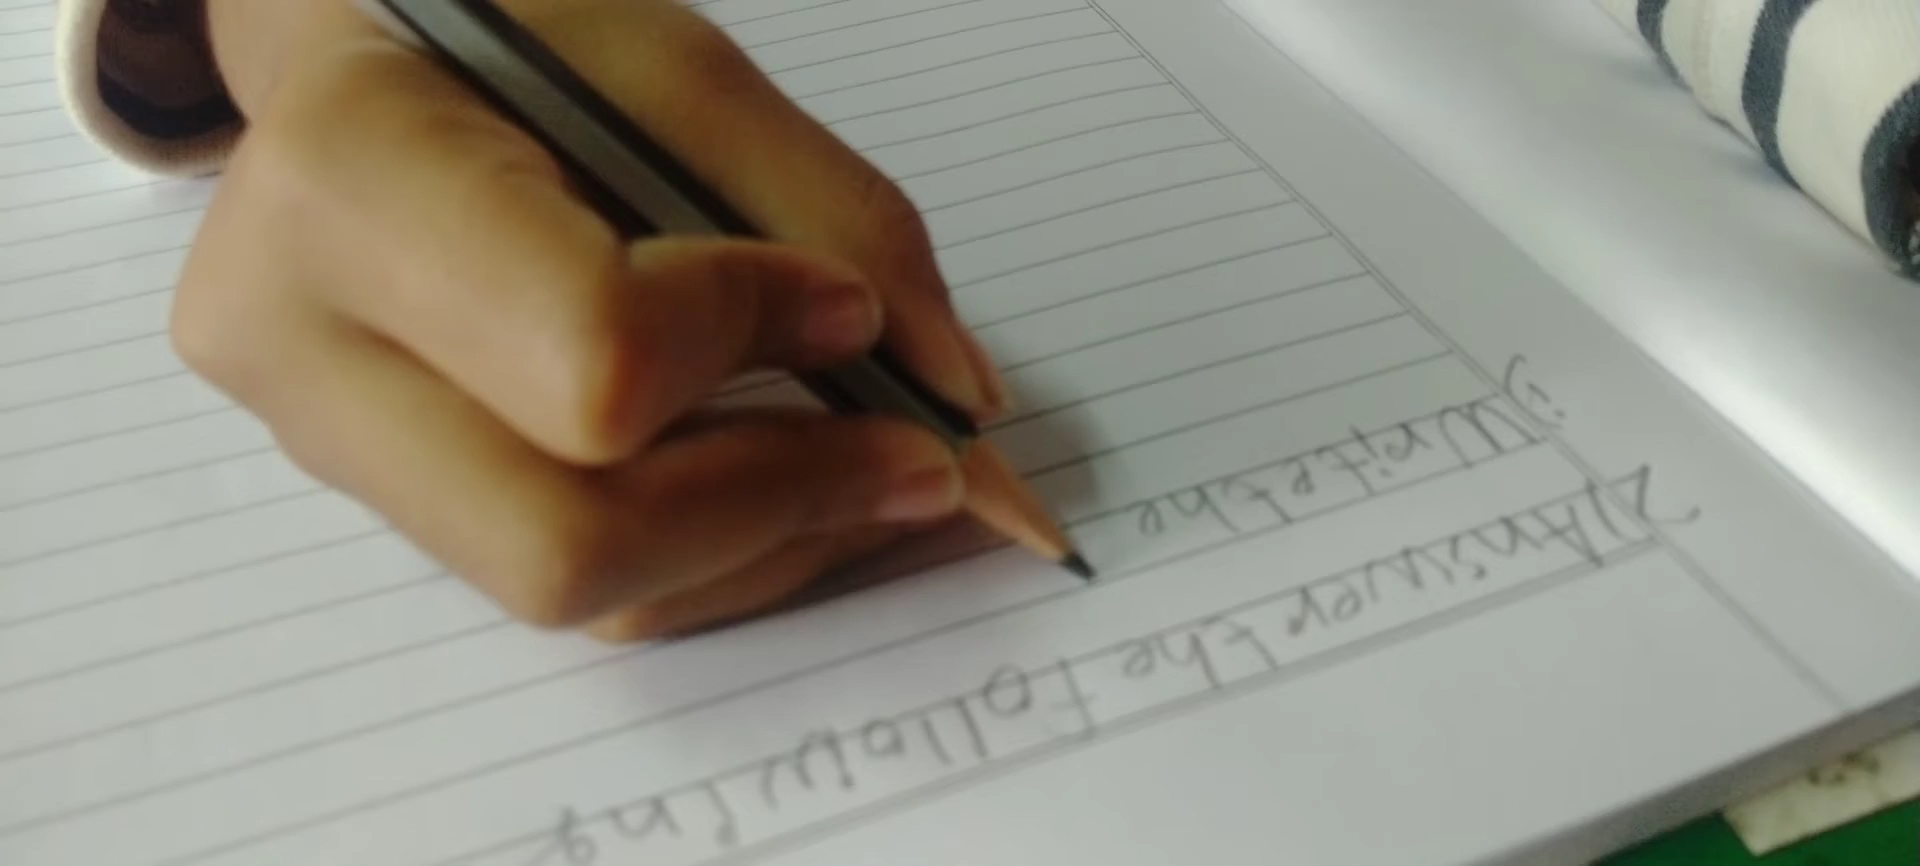 2) Answer the following
i) Write the